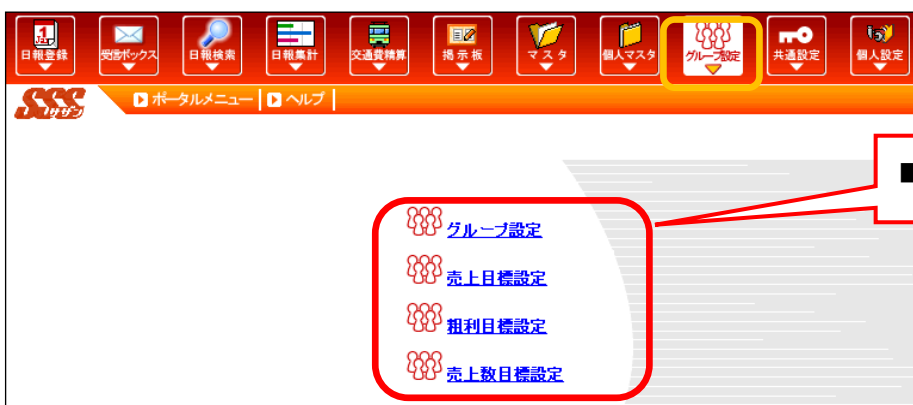 日報登録 受信ボックス 日報検索 日報集計 交通費精算 掲示板 マスタ 個人マスタ グループ設定 共通設定 個人設定
SSS サザン ポータルメニュー ヘルプ
■
グループ設定
売上目標設定
粗利目標設定
売上数目標設定